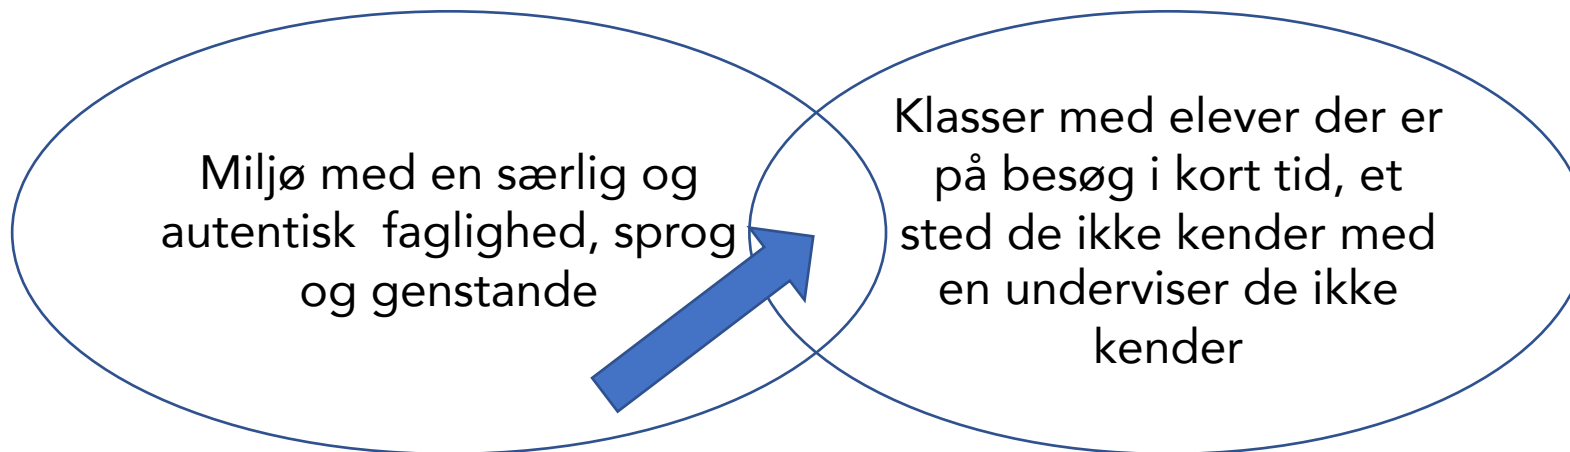 Miljø med en særlig og
autentisk  faglighed, sprog
og genstande
Klasser med elever der er
på besøg i kort tid, et
sted de ikke kender med
en underviser de ikke
kender